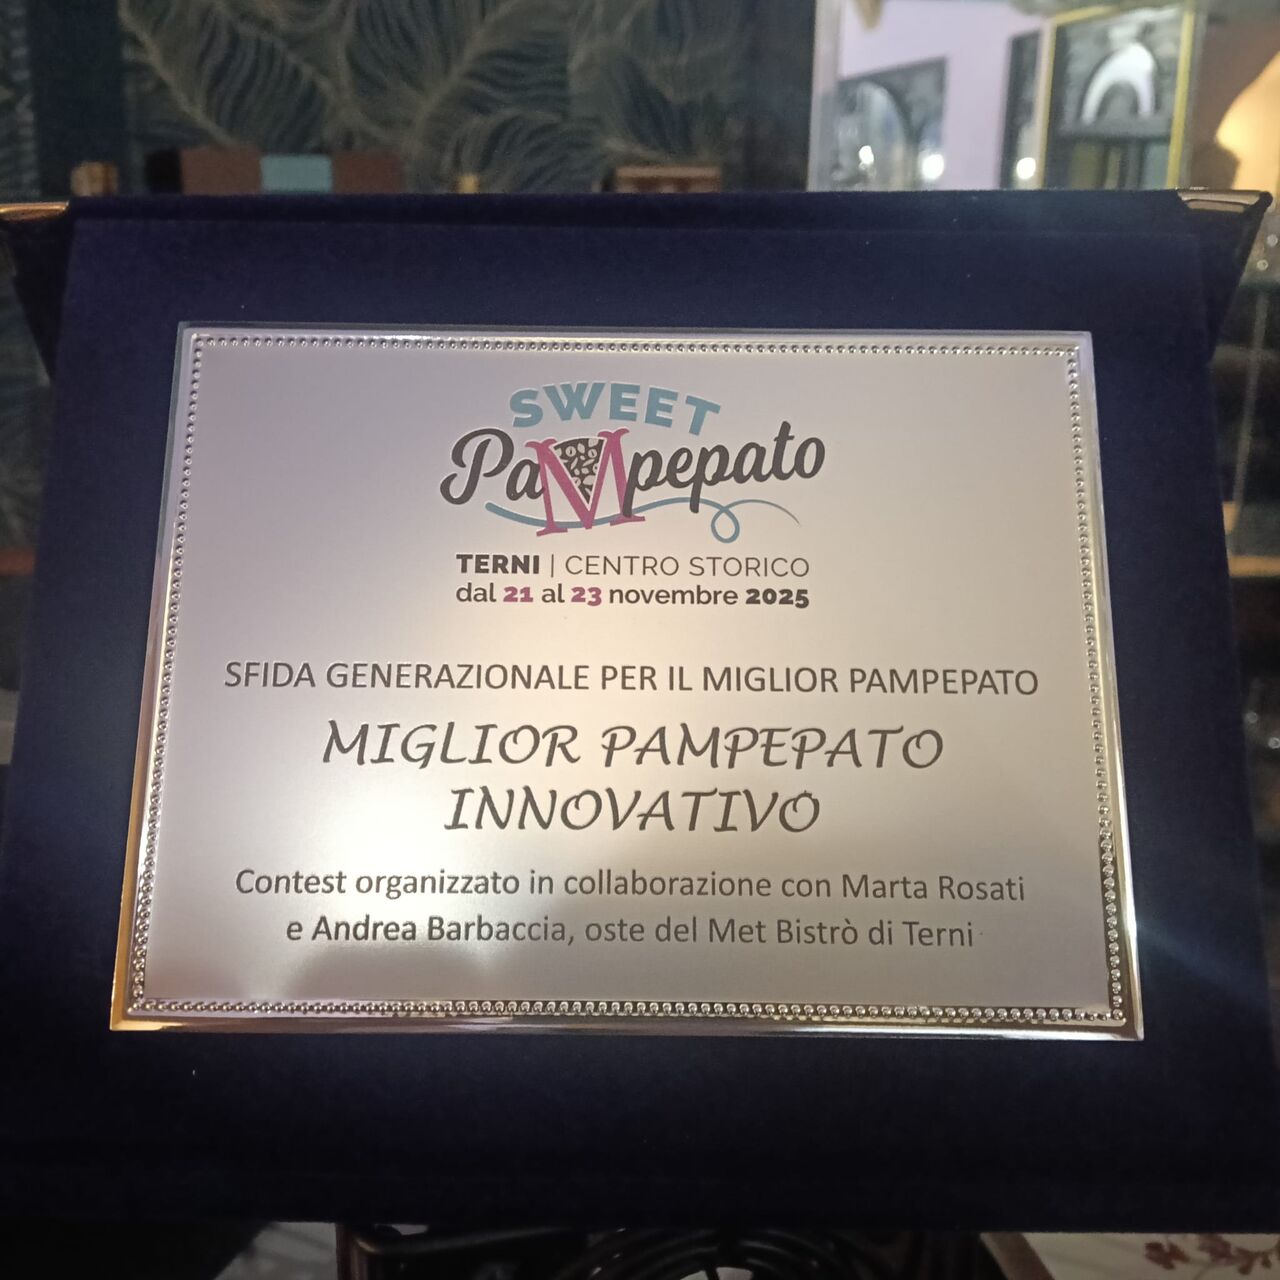 SWEET
PaMpepato
TERNI | CENTRO STORICO
dal 21 al 23 novembre 2025
SFIDA GENERAZIONALE PER IL MIGLIOR PAMPEPATO
MIGLIOR PAMPEPATO
INNOVATIVO
Contest organizzato in collaborazione con Marta Rosati
e Andrea Barbaccia, oste del Met Bistrò di Terni